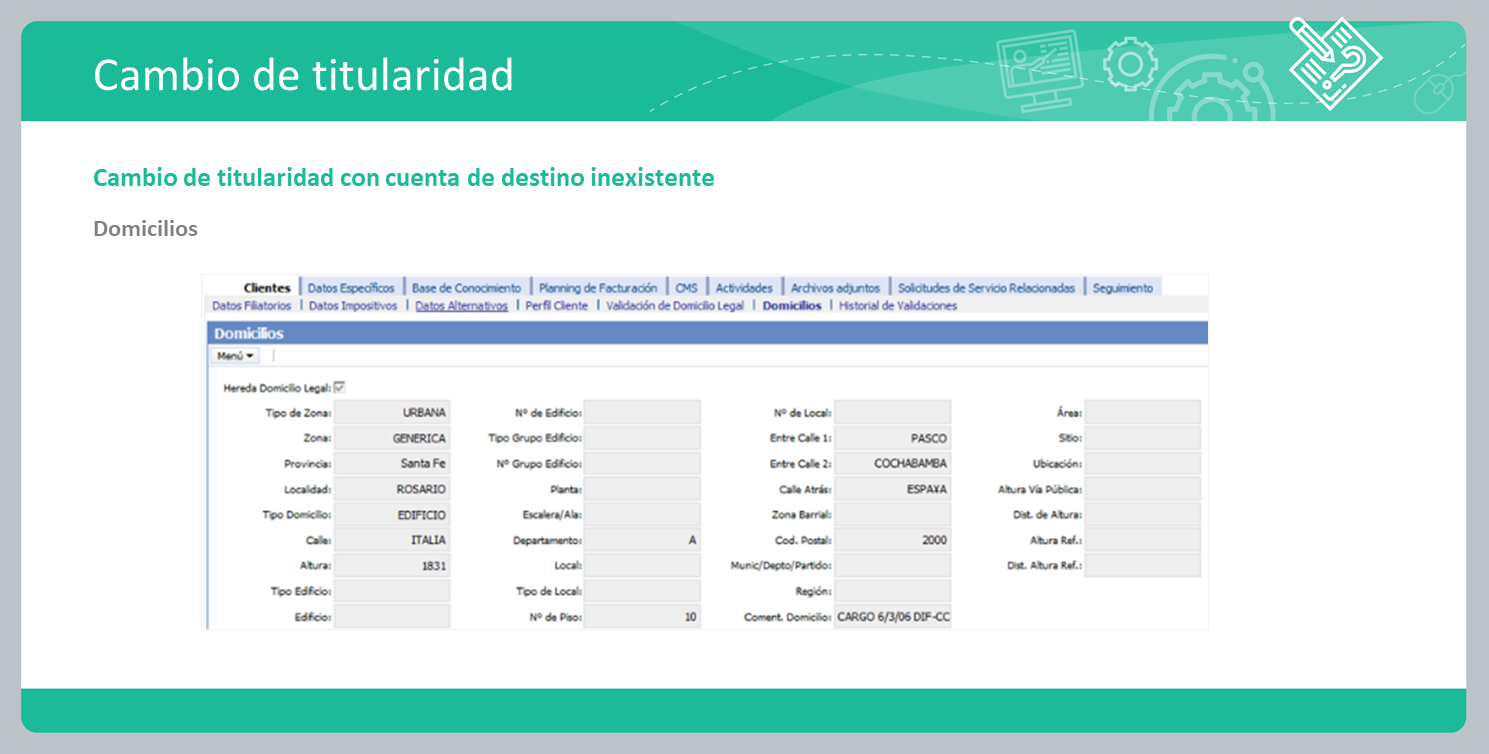 Cambio de titularidad
Cambio de titularidad con cuenta de destino inexistente
Domicilios
Clientes Datos Específicos Base de Conocimiento Planning de Facturación CMS Actividades Archivos adjuntos Solicitudes de Servicio Relacionadas Seguimiento
Datos Filiatorios Datos Impositivos Datos Alternativos Perfil Cliente Validación de Domicilio Legal Domicilios Historial de Validaciones
Domicilios
Menú
Hereda Domicilio Legal:
Tipo de Zona: URBANA Nº de Edificio: Nº de Local: Área:
Zona: GENERICA Tipo Grupo Edificio: Entre Calle 1: PASCO Sitio:
Provincia: Santa Fe Nº Grupo Edificio: Entre Calle 2: COCHABAMBA Ubicación:
Localidad: ROSARIO Planta: Calle Atrás: ESPA¥A Altura Vía Pública:
Tipo Domicilio: EDIFICIO Escalera/Ala: Zona Barrial: Dist. de Altura:
Calle: ITALIA Departamento: A Cod. Postal: 2000 Altura Ref.:
Altura: 1831 Local: Munic/Depto/Partido: Dist. Altura Ref.:
Tipo Edificio: Tipo de Local: Región:
Edificio: Nº de Piso: 10 Coment. Domicilio: CARGO 6/3/06 DIF-CC